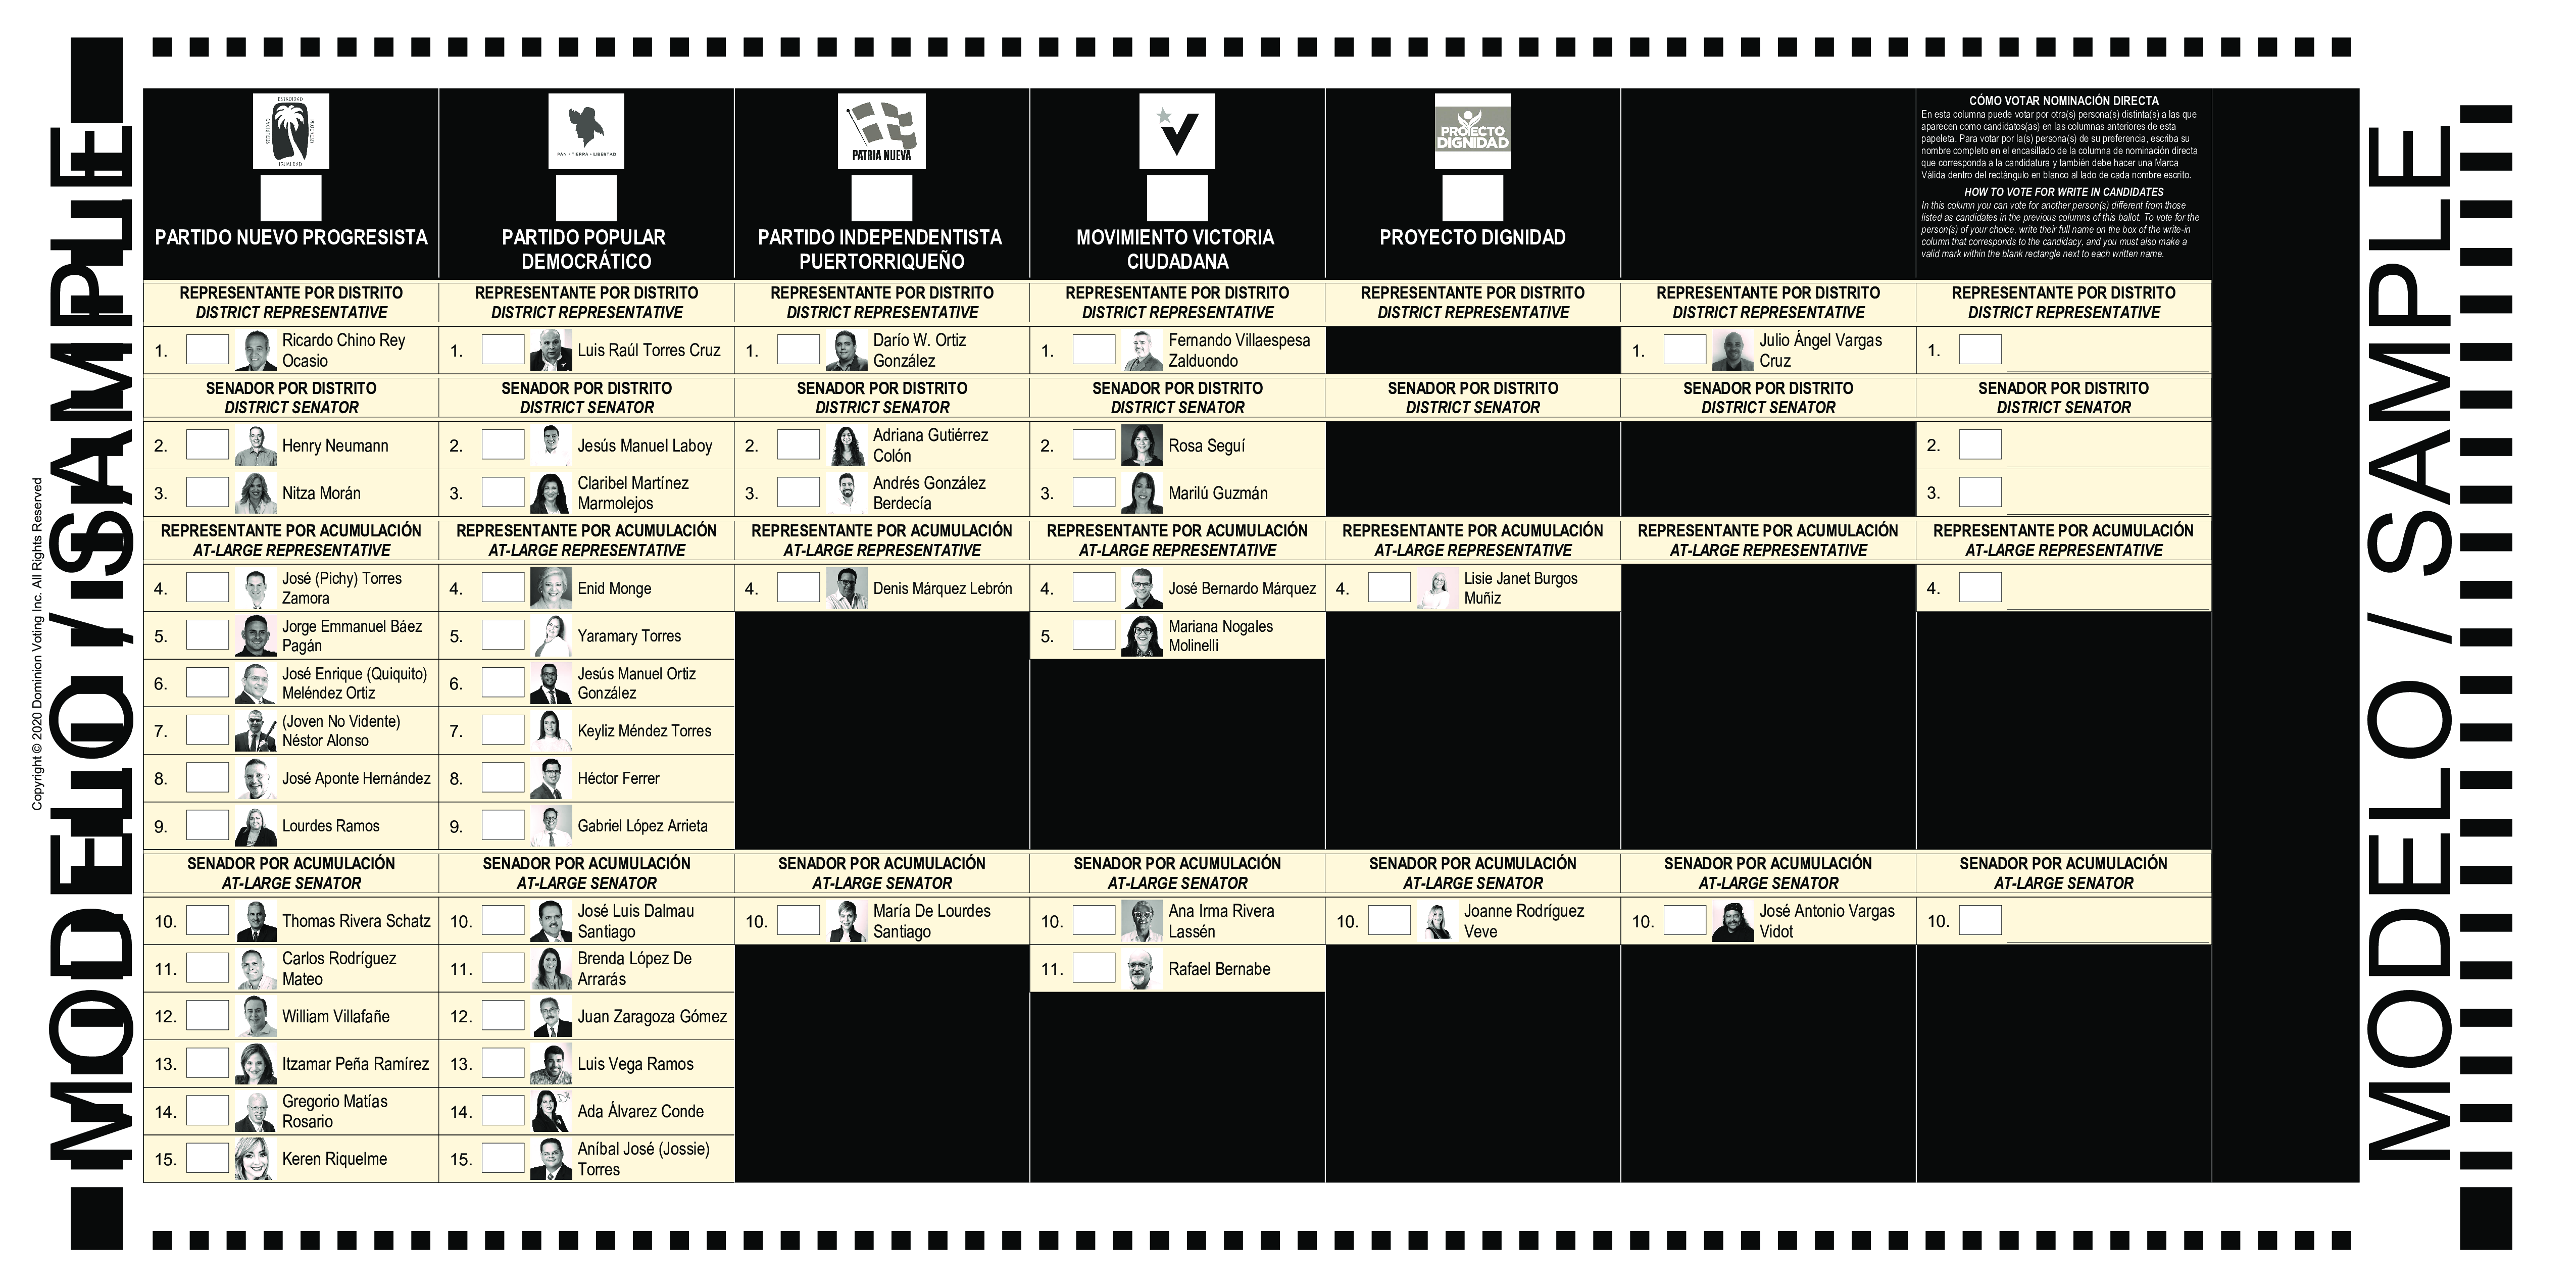 MODELO / SAMPLE
Copyright © 2020 Dominion Voting Inc. All Rights Reserved
ESTADIDAD
IGUALDAD
PARTIDO NUEVO PROGRESISTA
PAN • TIERRA • LIBERTAD
PARTIDO POPULAR
DEMOCRÁTICO
PATRIA NUEVA
PARTIDO INDEPENDENTISTA
PUERTORRIQUEÑO
MOVIMIENTO VICTORIA
CIUDADANA
PROYECTO
DIGNIDAD
PROYECTO DIGNIDAD
CÓMO VOTAR NOMINACIÓN DIRECTA
En esta columna puede votar por otra(s) persona(s) distinta(s) a las que
aparecen como candidatos(as) en las columnas anteriores de esta
papeleta. Para votar por la(s) persona(s) de su preferencia, escriba su
nombre completo en el encasillado de la columna de nominación directa
que corresponda a la candidatura y también debe hacer una Marca
Válida dentro del rectángulo en blanco al lado de cada nombre escrito.
HOW TO VOTE FOR WRITE IN CANDIDATES
In this column you can vote for another person(s) different from those
listed as candidates in the previous columns of this ballot. To vote for the
person(s) of your choice, write their full name on the box of the write-in
column that corresponds to the candidacy, and you must also make a
valid mark within the blank rectangle next to each written name.
REPRESENTANTE POR DISTRITO
DISTRICT REPRESENTATIVE
REPRESENTANTE POR DISTRITO
DISTRICT REPRESENTATIVE
REPRESENTANTE POR DISTRITO
DISTRICT REPRESENTATIVE
REPRESENTANTE POR DISTRITO
DISTRICT REPRESENTATIVE
REPRESENTANTE POR DISTRITO
DISTRICT REPRESENTATIVE
REPRESENTANTE POR DISTRITO
DISTRICT REPRESENTATIVE
REPRESENTANTE POR DISTRITO
DISTRICT REPRESENTATIVE
1. Ricardo Chino Rey
Ocasio
1. Luis Raúl Torres Cruz
1. Darío W. Ortiz
González
1. Fernando Villaespesa
Zalduondo
1. Julio Ángel Vargas
Cruz
1.
SENADOR POR DISTRITO
DISTRICT SENATOR
SENADOR POR DISTRITO
DISTRICT SENATOR
SENADOR POR DISTRITO
DISTRICT SENATOR
SENADOR POR DISTRITO
DISTRICT SENATOR
SENADOR POR DISTRITO
DISTRICT SENATOR
SENADOR POR DISTRITO
DISTRICT SENATOR
SENADOR POR DISTRITO
DISTRICT SENATOR
2. Henry Neumann
2. Jesús Manuel Laboy
2. Adriana Gutiérrez
Colón
2. Rosa Seguí
2.
3. Nitza Morán
3. Claribel Martínez
Marmolejos
3. Andrés González
Berdecía
3. Marilú Guzmán
3.
REPRESENTANTE POR ACUMULACIÓN
AT-LARGE REPRESENTATIVE
REPRESENTANTE POR ACUMULACIÓN
AT-LARGE REPRESENTATIVE
REPRESENTANTE POR ACUMULACIÓN
AT-LARGE REPRESENTATIVE
REPRESENTANTE POR ACUMULACIÓN
AT-LARGE REPRESENTATIVE
REPRESENTANTE POR ACUMULACIÓN
AT-LARGE REPRESENTATIVE
REPRESENTANTE POR ACUMULACIÓN
AT-LARGE REPRESENTATIVE
REPRESENTANTE POR ACUMULACIÓN
AT-LARGE REPRESENTATIVE
4. José (Pichy) Torres
Zamora
4. Enid Monge
4. Denis Márquez Lebrón
4. José Bernardo Márquez
4. Lisie Janet Burgos
Muñiz
4.
5. Jorge Emmanuel Báez
Pagán
5. Yaramary Torres
5. Mariana Nogales
Molinelli
6. José Enrique (Quiquito)
Meléndez Ortiz
6. Jesús Manuel Ortiz
González
7. (Joven No Vidente)
Néstor Alonso
7. Keyliz Méndez Torres
8. José Aponte Hernández
8. Héctor Ferrer
9. Lourdes Ramos
9. Gabriel López Arrieta
SENADOR POR ACUMULACIÓN
AT-LARGE SENATOR
SENADOR POR ACUMULACIÓN
AT-LARGE SENATOR
SENADOR POR ACUMULACIÓN
AT-LARGE SENATOR
SENADOR POR ACUMULACIÓN
AT-LARGE SENATOR
SENADOR POR ACUMULACIÓN
AT-LARGE SENATOR
SENADOR POR ACUMULACIÓN
AT-LARGE SENATOR
SENADOR POR ACUMULACIÓN
AT-LARGE SENATOR
10. Thomas Rivera Schatz
10. José Luis Dalmau
Santiago
10. María De Lourdes
Santiago
10. Ana Irma Rivera
Lassén
10. Joanne Rodríguez
Veve
10. José Antonio Vargas
Vidot
10.
11. Carlos Rodríguez
Mateo
11. Brenda López De
Arrarás
11. Rafael Bernabe
12. William Villafañe
12. Juan Zaragoza Gómez
13. Itzamar Peña Ramírez
13. Luis Vega Ramos
14. Gregorio Matías
Rosario
14. Ada Álvarez Conde
15. Keren Riquelme
15. Aníbal José (Jossie)
Torres
MODELO / SAMPLE